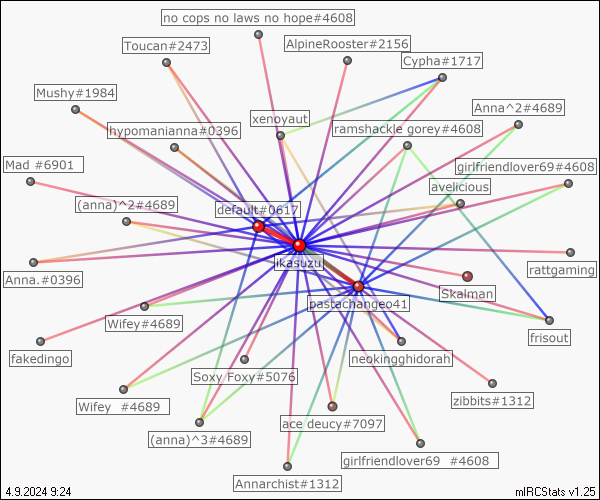 no cops no laws no hope#4608
Toucan#2473
AlpineRooster#2156
Cypha#1717
Mushy#1984
Anna^2#4689
xenoyaut
hypomanianna#0396
ramshackle gorey#4608
Mad #6901
girlfriendlover69#4608
avelicious
(anna)^2#4689
default#0617
ikasuzu
Anna.#0396
rattgaming
Skalman
pastachangeo41
Wifey#4689
frisout
fakedingo
neokingghidorah
Soxy Foxy#5076
zibbits#1312
Wifey  #4689
ace deucy#7097
(anna)^3#4689
girlfriendlover69  #4608
Annarchist#1312
4.9.2024 9:24
mIRCStats v1.25